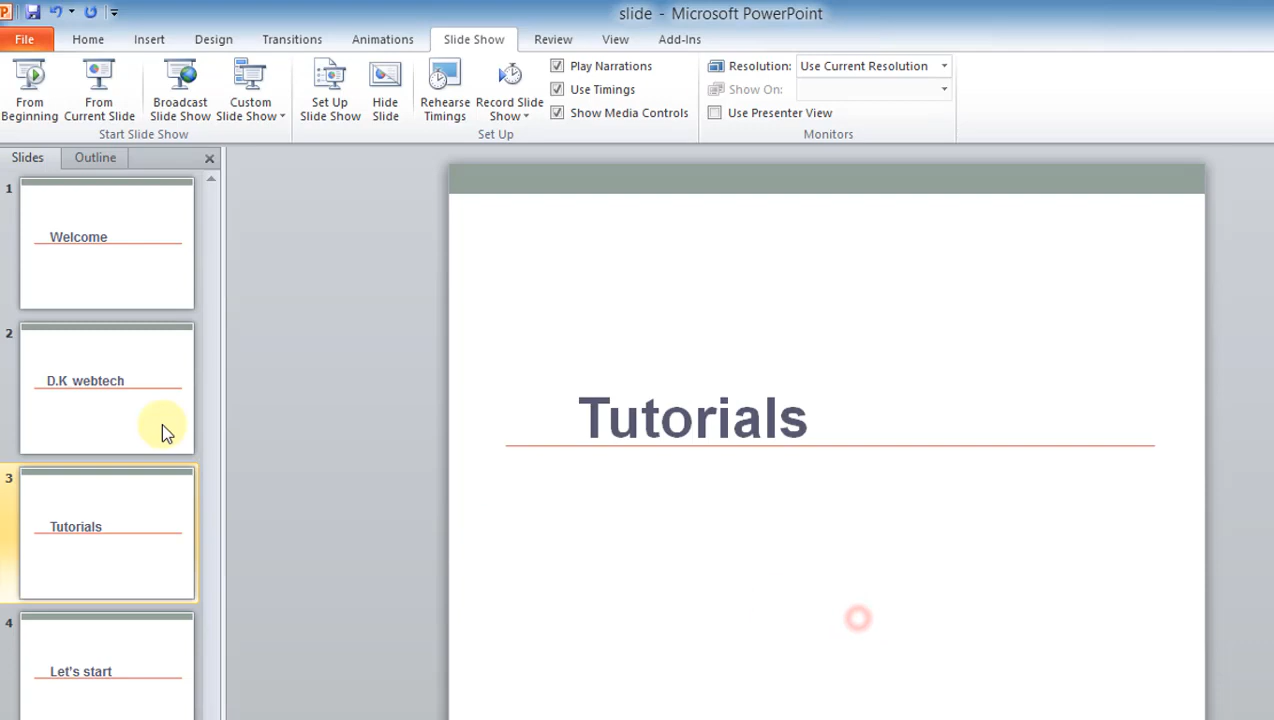 slide - Microsoft PowerPoint
File Home Insert Design Transitions Animations Slide Show Review View Add-Ins
From Beginning
From Current Slide
Broadcast Slide Show
Custom Slide Show
Start Slide Show
Set Up Slide Show
Hide Slide
Rehearse Timings
Record Slide Show
Play Narrations
Use Timings
Show Media Controls
Set Up
Resolution: Use Current Resolution
Show On:
Use Presenter View
Monitors
Slides Outline
1
Welcome
2
D.K webtech
3
Tutorials
4
Let's start
Tutorials